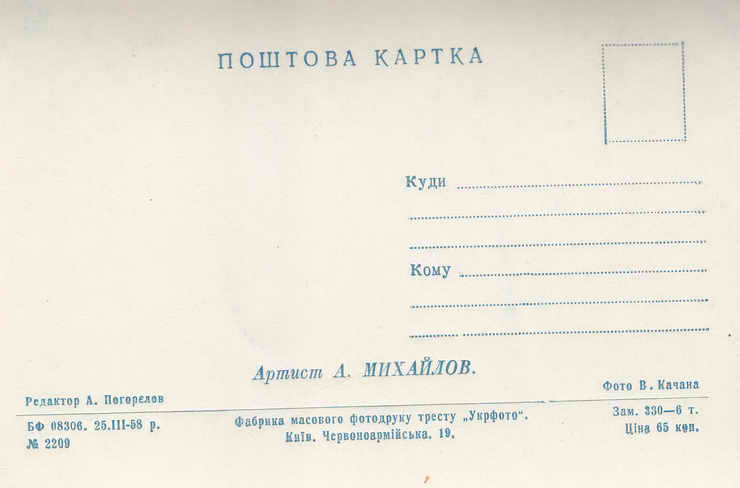 ПОШТОВА КАРТКА
Куди
Кому
Артист А. МИХАЙЛОВ.
Редактор А. Погорєлов
Фото В. Качана
БФ 08306. 25.III-58 р.
№ 2209
Фабрика масового фотодруку тресту „Укрфото“.
Київ. Червоноармійська, 19.
Зам. 330—6 т.
Ціна 65 коп.